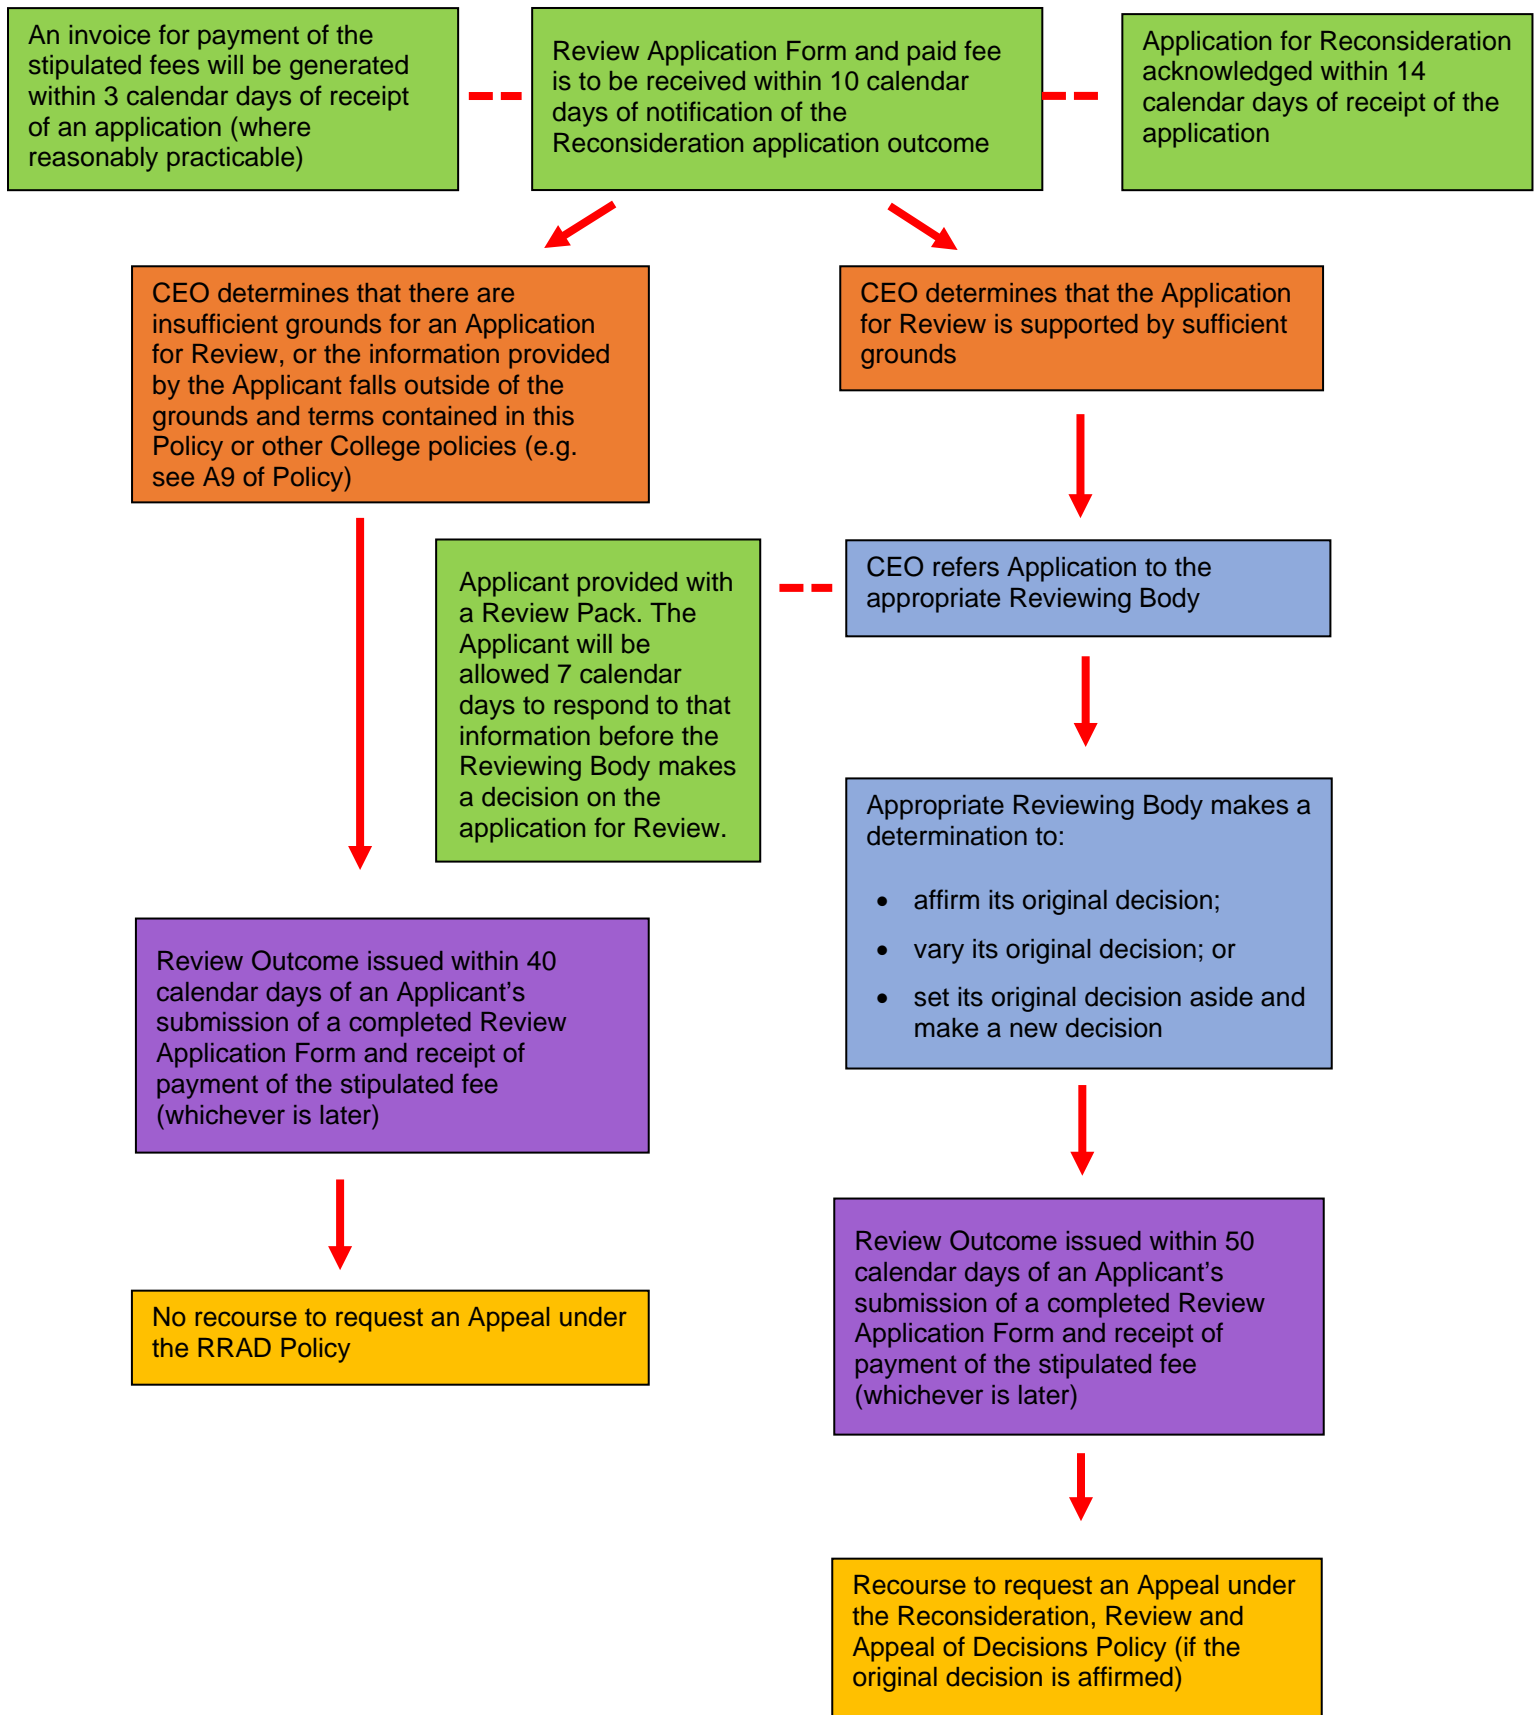 An invoice for payment of the
stipulated fees will be generated
within 3 calendar days of receipt
of an application (where
reasonably practicable)
Review Application Form and paid fee
is to be received within 10 calendar
days of notification of the
Reconsideration application outcome
Application for Reconsideration
acknowledged within 14
calendar days of receipt of the
application
CEO determines that there are
insufficient grounds for an Application
for Review, or the information provided
by the Applicant falls outside of the
grounds and terms contained in this
Policy or other College policies (e.g.
see A9 of Policy)
CEO determines that the Application
for Review is supported by sufficient
grounds
Applicant provided with
a Review Pack. The
Applicant will be
allowed 7 calendar
days to respond to that
information before the
Reviewing Body makes
a decision on the
application for Review.
CEO refers Application to the
appropriate Reviewing Body
Appropriate Reviewing Body makes a
determination to:
• affirm its original decision;
• vary its original decision; or
• set its original decision aside and
make a new decision
Review Outcome issued within 40
calendar days of an Applicant’s
submission of a completed Review
Application Form and receipt of
payment of the stipulated fee
(whichever is later)
Review Outcome issued within 50
calendar days of an Applicant’s
submission of a completed Review
Application Form and receipt of
payment of the stipulated fee
(whichever is later)
No recourse to request an Appeal under
the RRAD Policy
Recourse to request an Appeal under
the Reconsideration, Review and
Appeal of Decisions Policy (if the
original decision is affirmed)